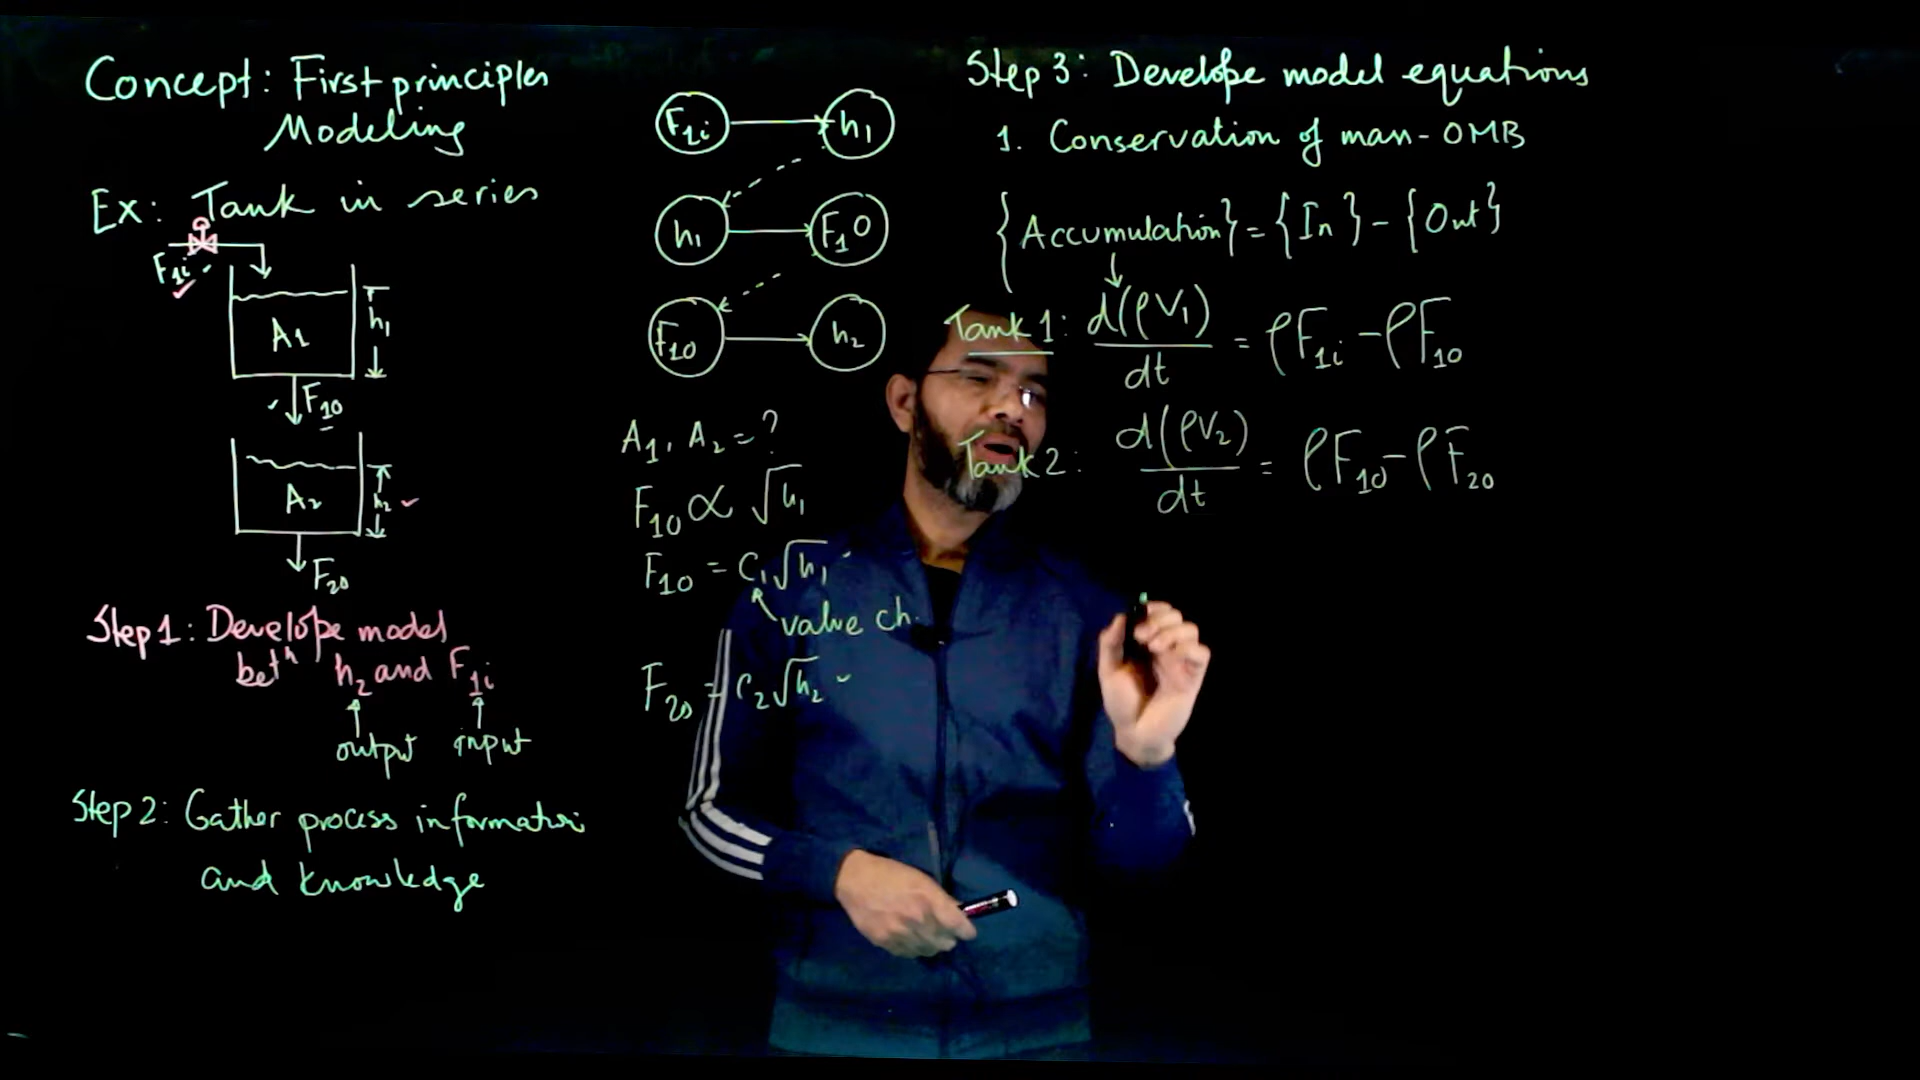 Concept: First principles
Modeling
Ex: Tank in series
F1i
A1
h1
F10
A2
h2
F20
Step 1: Develope model
betn h2 and F1i
output input
Step 2: Gather process information
and knowledge
F1i → h1
h1 → F10
F10 → h2
A1, A2 = ?
F10 ∝ √h1
F10 = C1√h1
valve ch.
F20 = C2√h2
Step 3: Develope model equations
1. Conservation of mass - OMB
{Accumulation} = {In} - {Out}
Tank 1: d(ρV1)/dt = ρF1i - ρF10
Tank 2: d(ρV2)/dt = ρF10 - ρF20